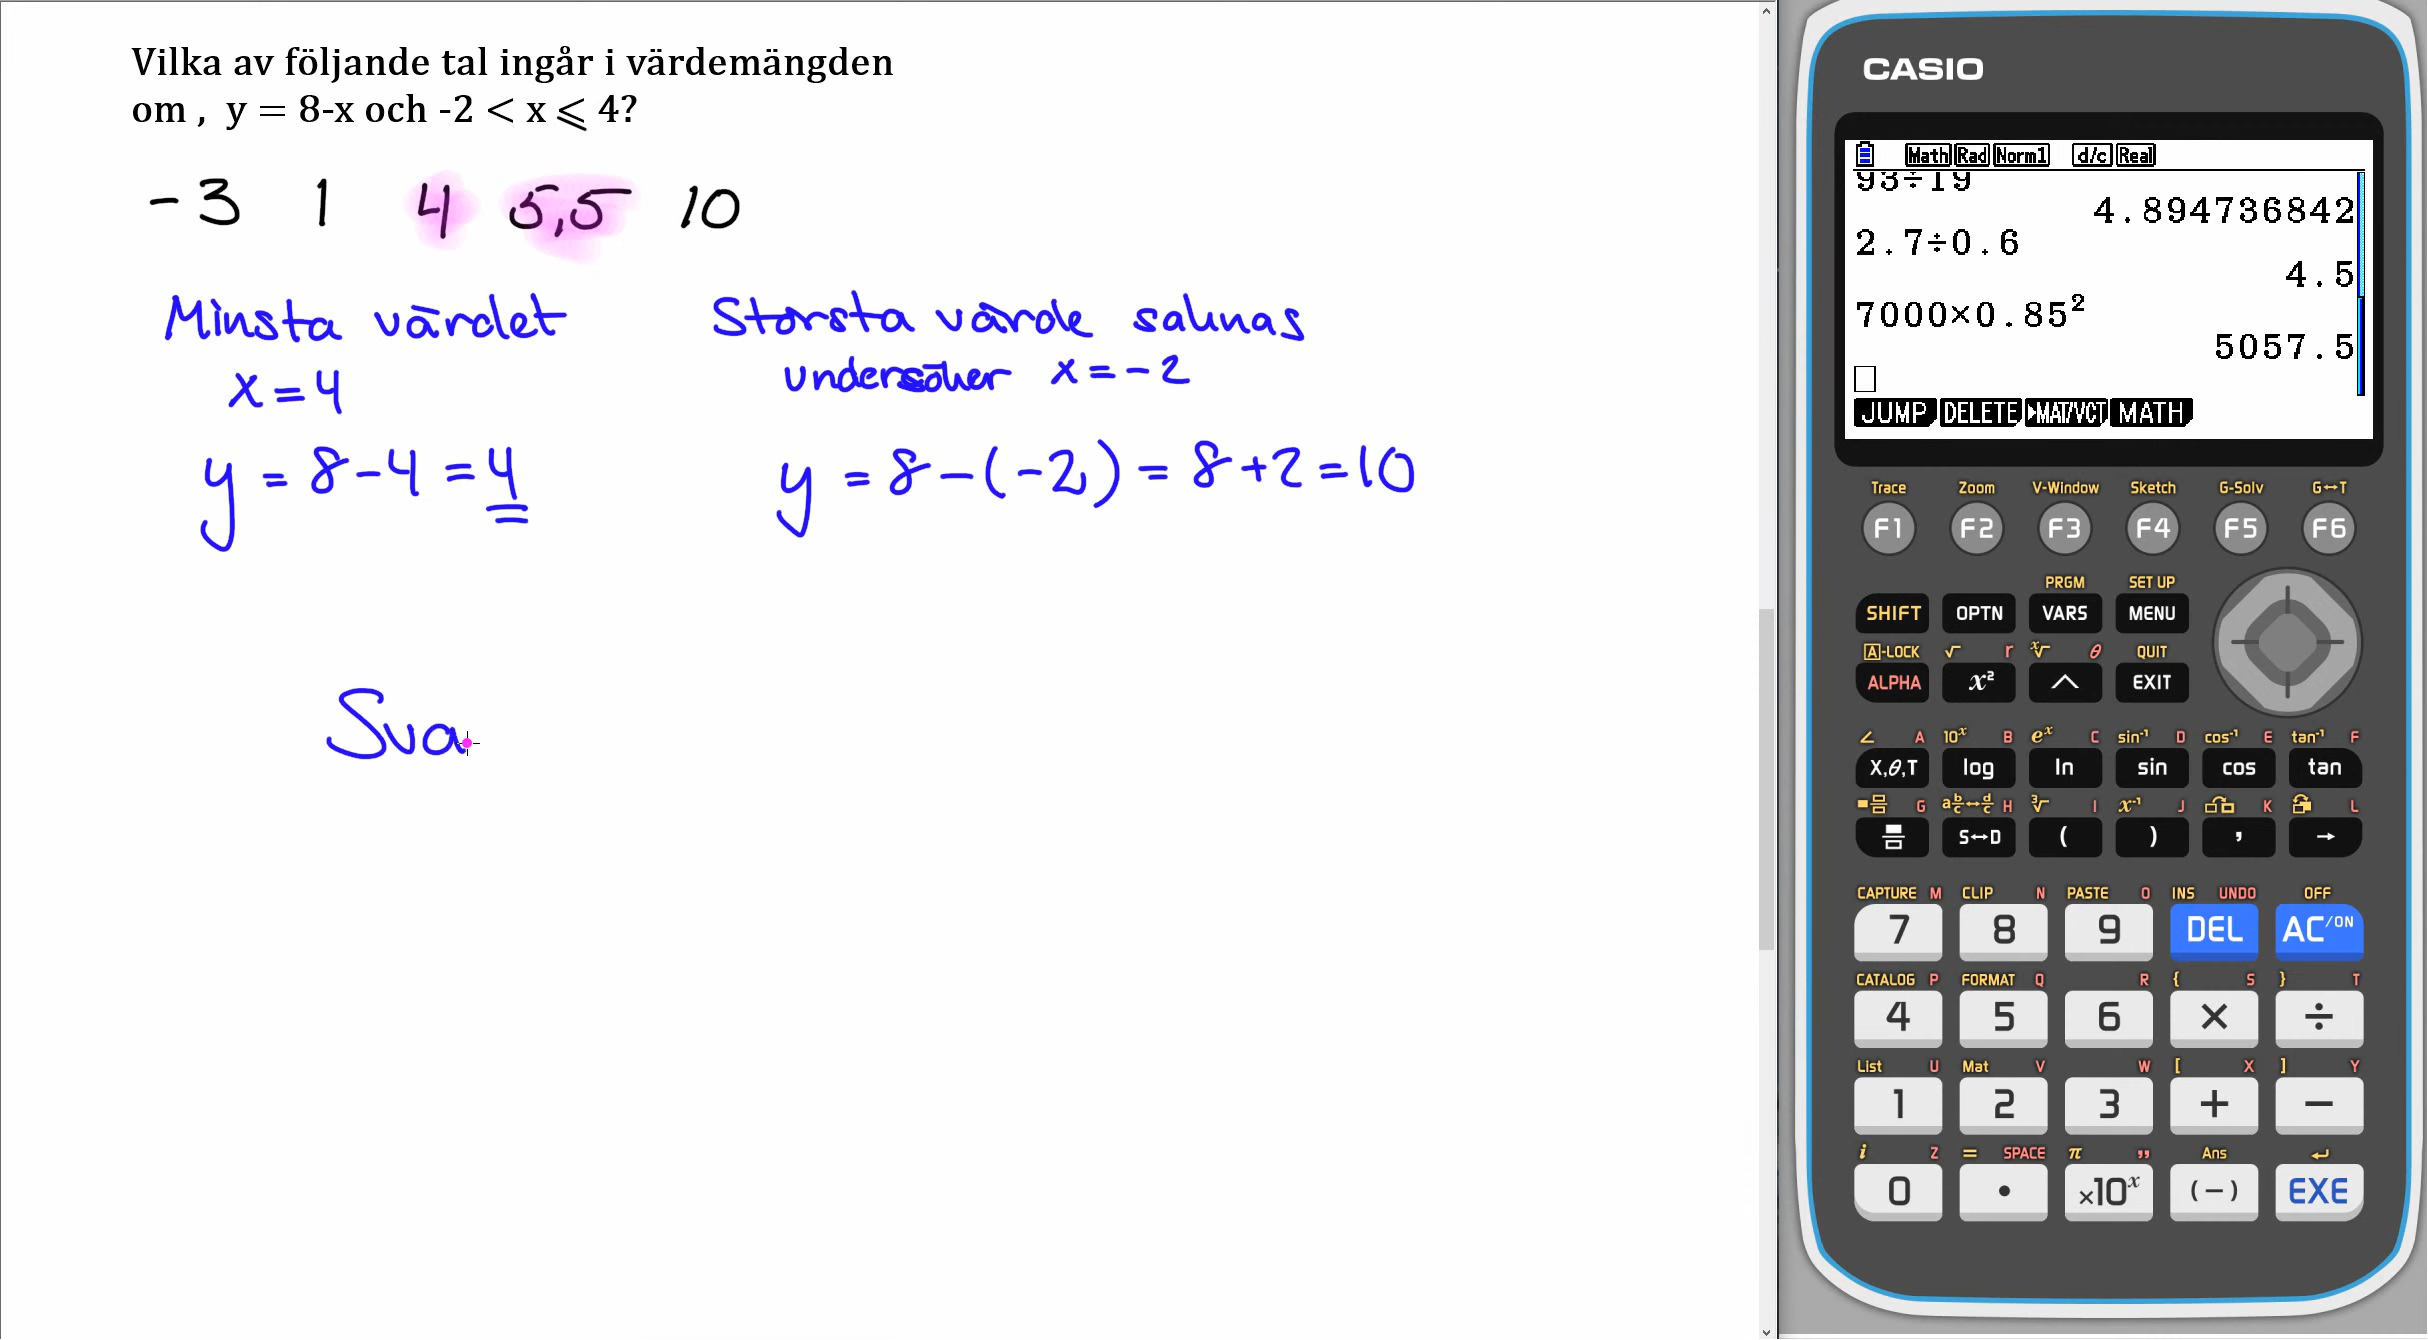 Vilka av följande tal ingår i värdemängden
om , y = 8-x och -2 < x ⩽ 4?
-3 1 4 5,5 10
Minsta värdet
x = 4
y = 8 - 4 = 4
Största värde saknas
undersöker x = -2
y = 8 - (-2) = 8 + 2 = 10
Sva
CASIO
Math Rad Norm1 d/c Real
93÷19
4.894736842
2.7÷0.6
4.5
7000×0.85²
5057.5
JUMP DELETE ▶MAT/VCT MATH
Trace Zoom V-Window Sketch G-Solv G↔T
F1 F2 F3 F4 F5 F6
PRGM SET UP
SHIFT OPTN VARS MENU
A-LOCK √ r ˣ√ θ QUIT
ALPHA x² ^ EXIT
∠ A 10ˣ B eˣ C sin⁻¹ D cos⁻¹ E tan⁻¹ F
X,θ,T log ln sin cos tan
G a b/c↔d/c H ³√ I x⁻¹ J K L
S↔D ( ) , →
CAPTURE M CLIP N PASTE O INS UNDO OFF
7 8 9 DEL AC/ON
CATALOG P FORMAT Q R { S } T
4 5 6 × ÷
List U Mat V W [ X ] Y
1 2 3 + −
i Z = SPACE π " Ans ↵
0 • ×10ˣ (−) EXE